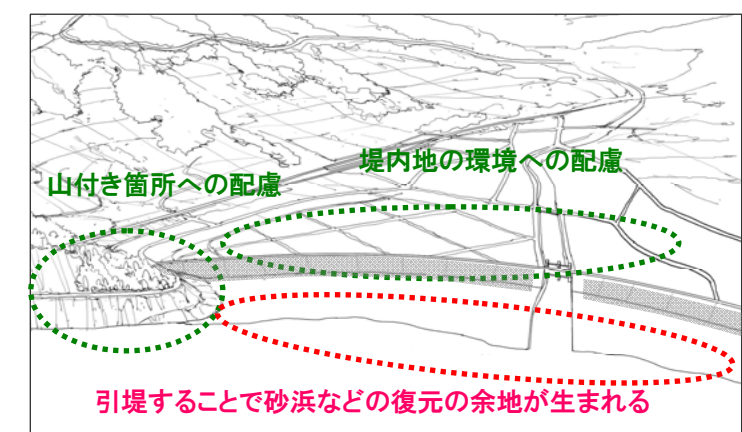 堤内地の環境への配慮
山付き箇所への配慮
引堤することで砂浜などの復元の余地が生まれる